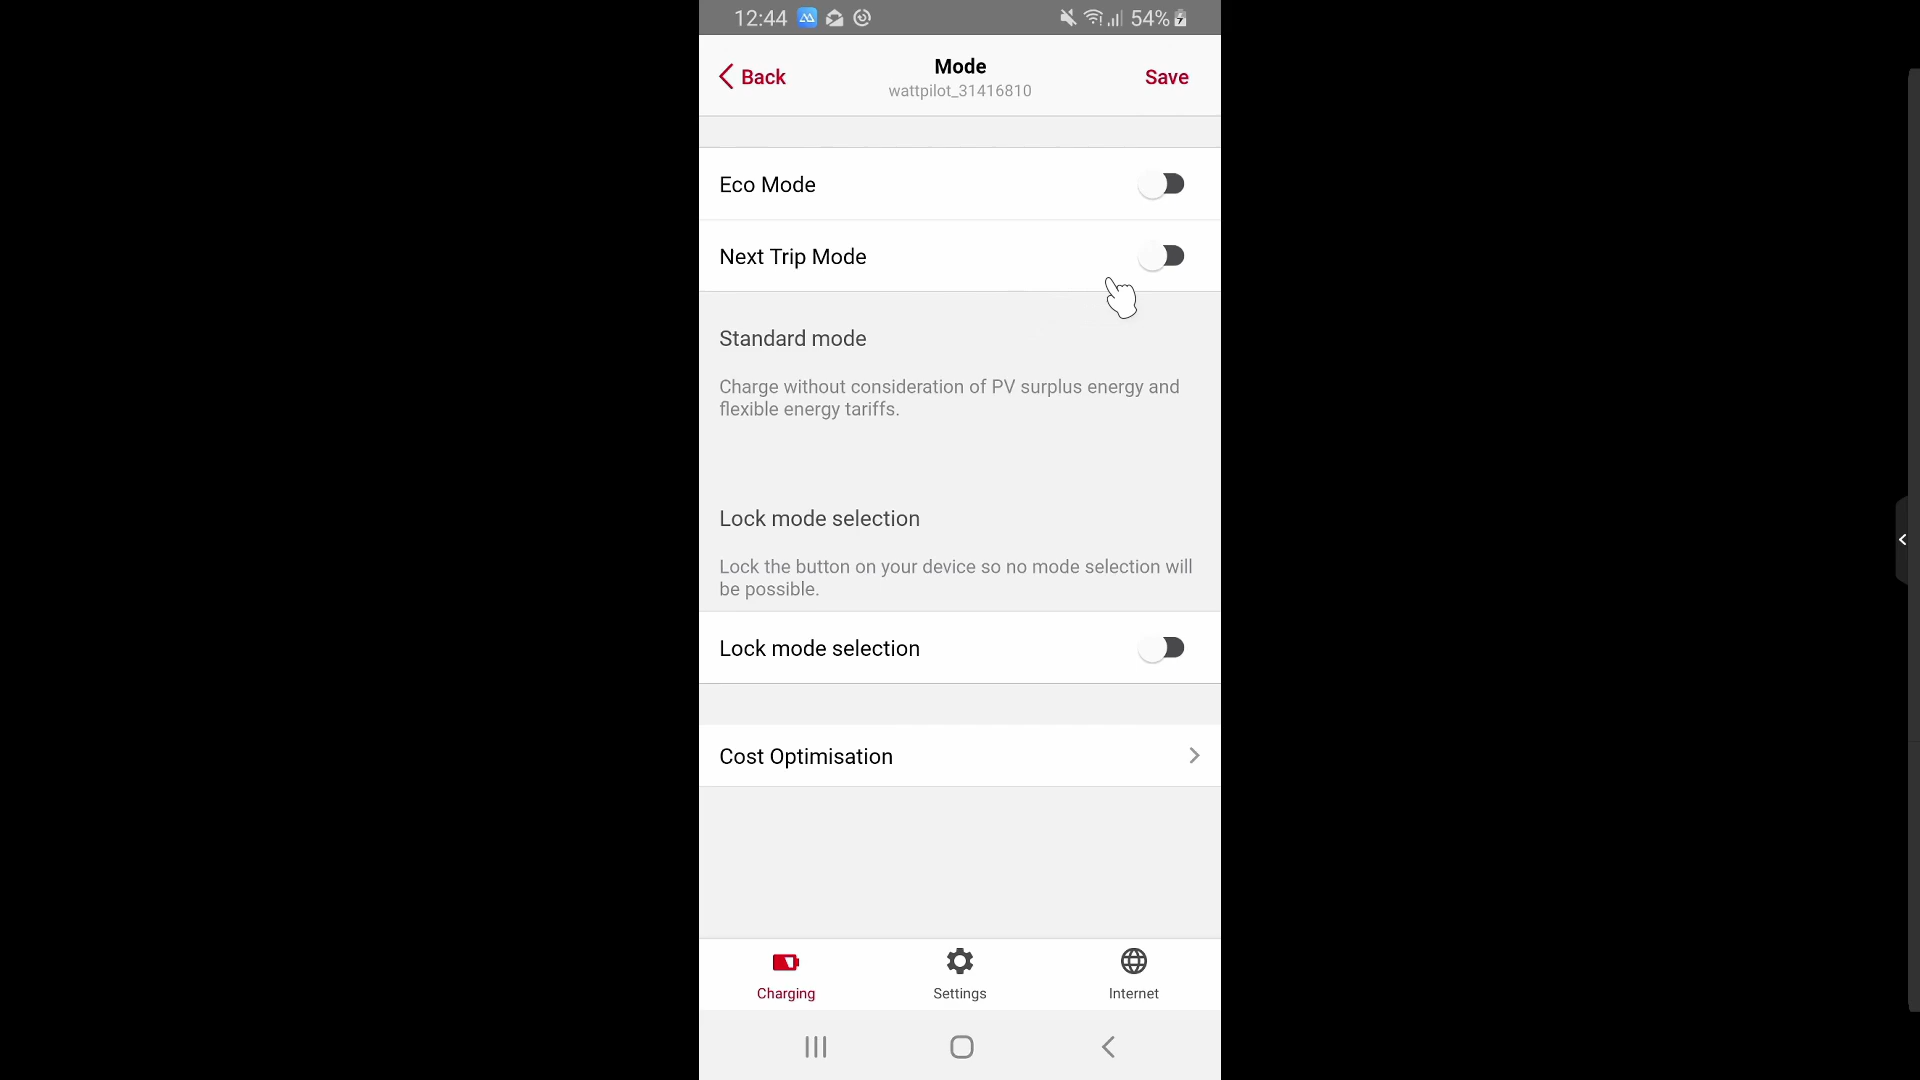 12:44
54%
Back
Mode
Save
wattpilot_31416810
Eco Mode
Next Trip Mode
Standard mode
Charge without consideration of PV surplus energy and
flexible energy tariffs.
Lock mode selection
Lock the button on your device so no mode selection will
be possible.
Lock mode selection
Cost Optimisation
Charging
Settings
Internet